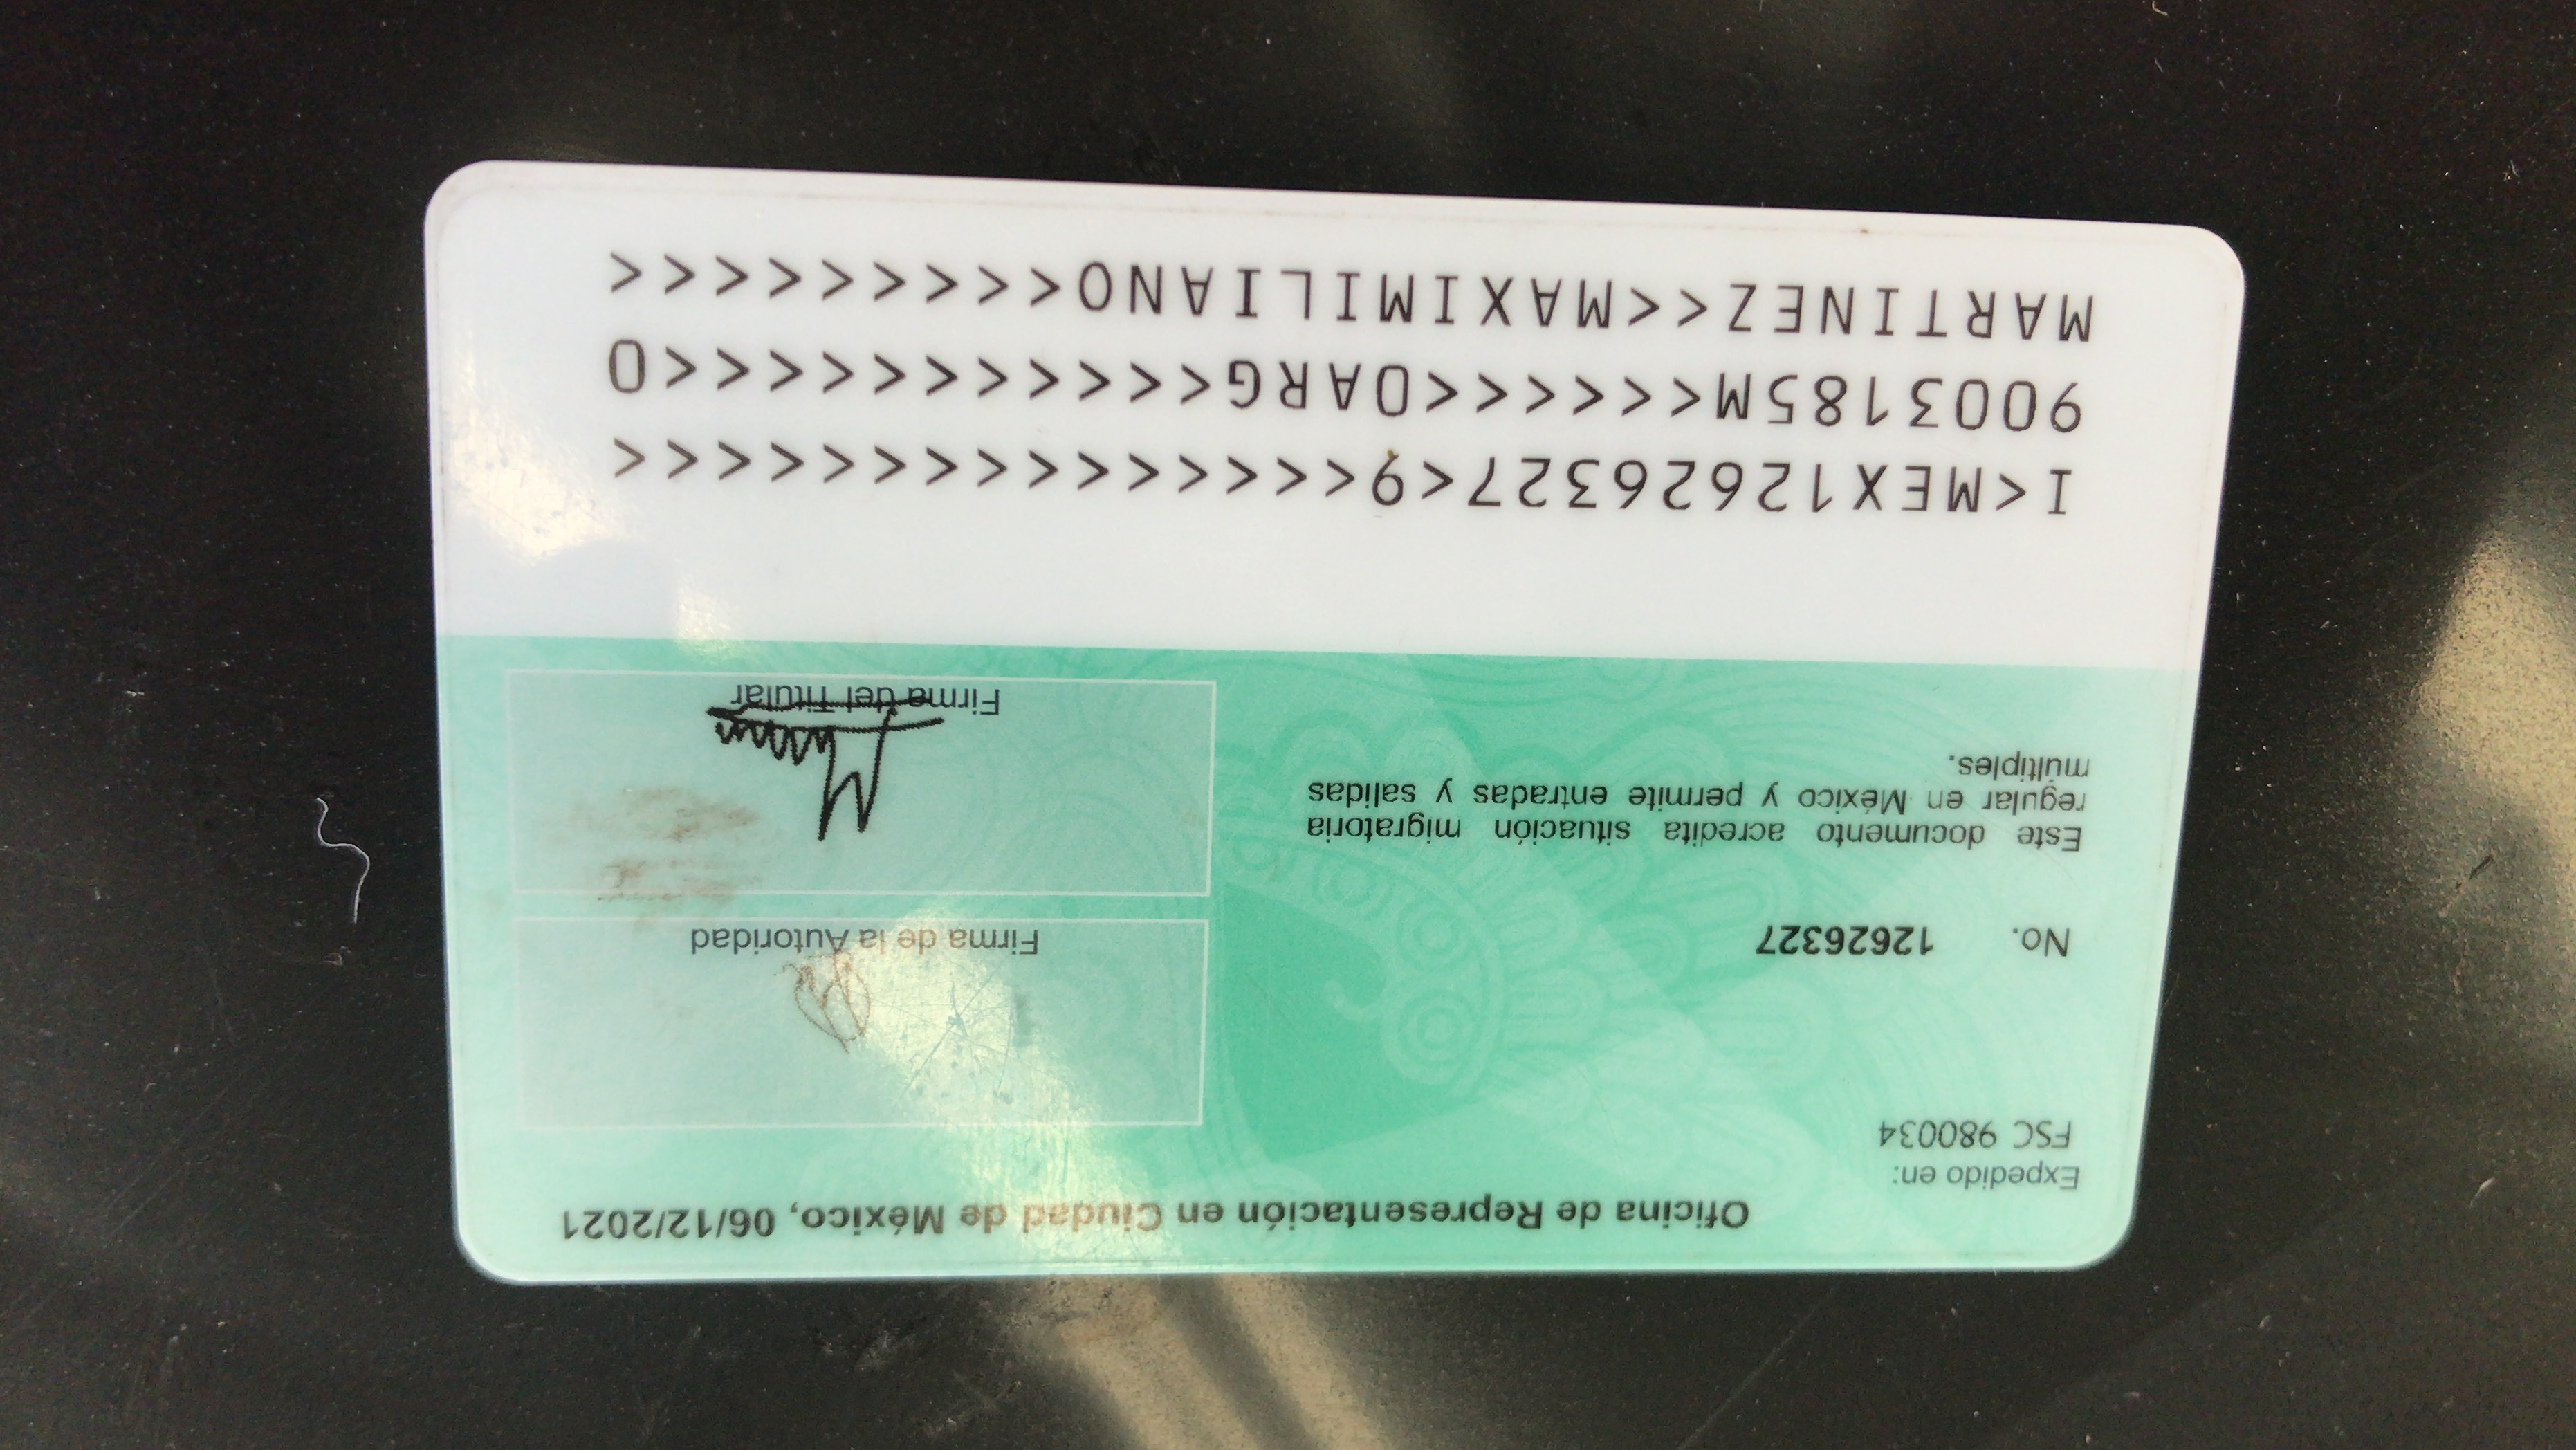 Oficina de Representación en Ciudad de México, 06/12/2021
Expedido en:
FSC 980034
No. 12626327
Firma de la Autoridad
Este documento acredita situación migratoria
regular en México y permite entradas y salidas
múltiples.
Firma del Titular
I<MEX12626327<9<<<<<<<<<<<<<<<
9003185M<<<<<<0ARG<<<<<<<<<<<0
MARTINEZ<<MAXIMILIANO<<<<<<<<<